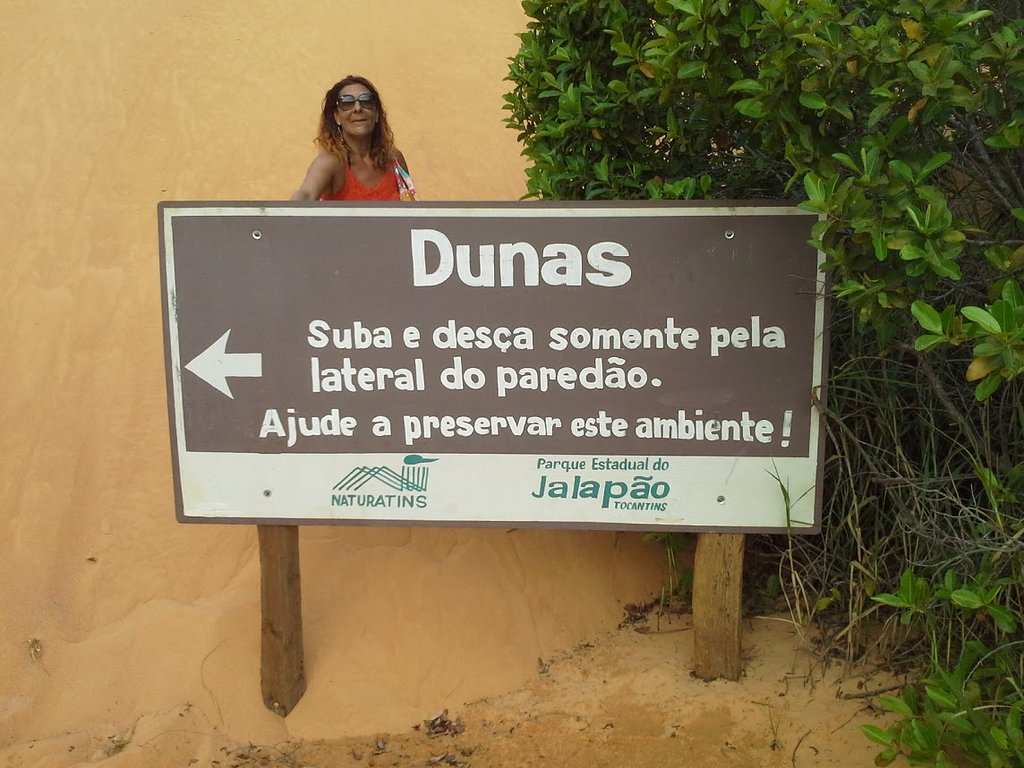 Dunas
Suba e desça somente pela
lateral do paredão.
Ajude a preservar este ambiente!
NATURATINS
Parque Estadual do
Jalapão
TOCANTINS